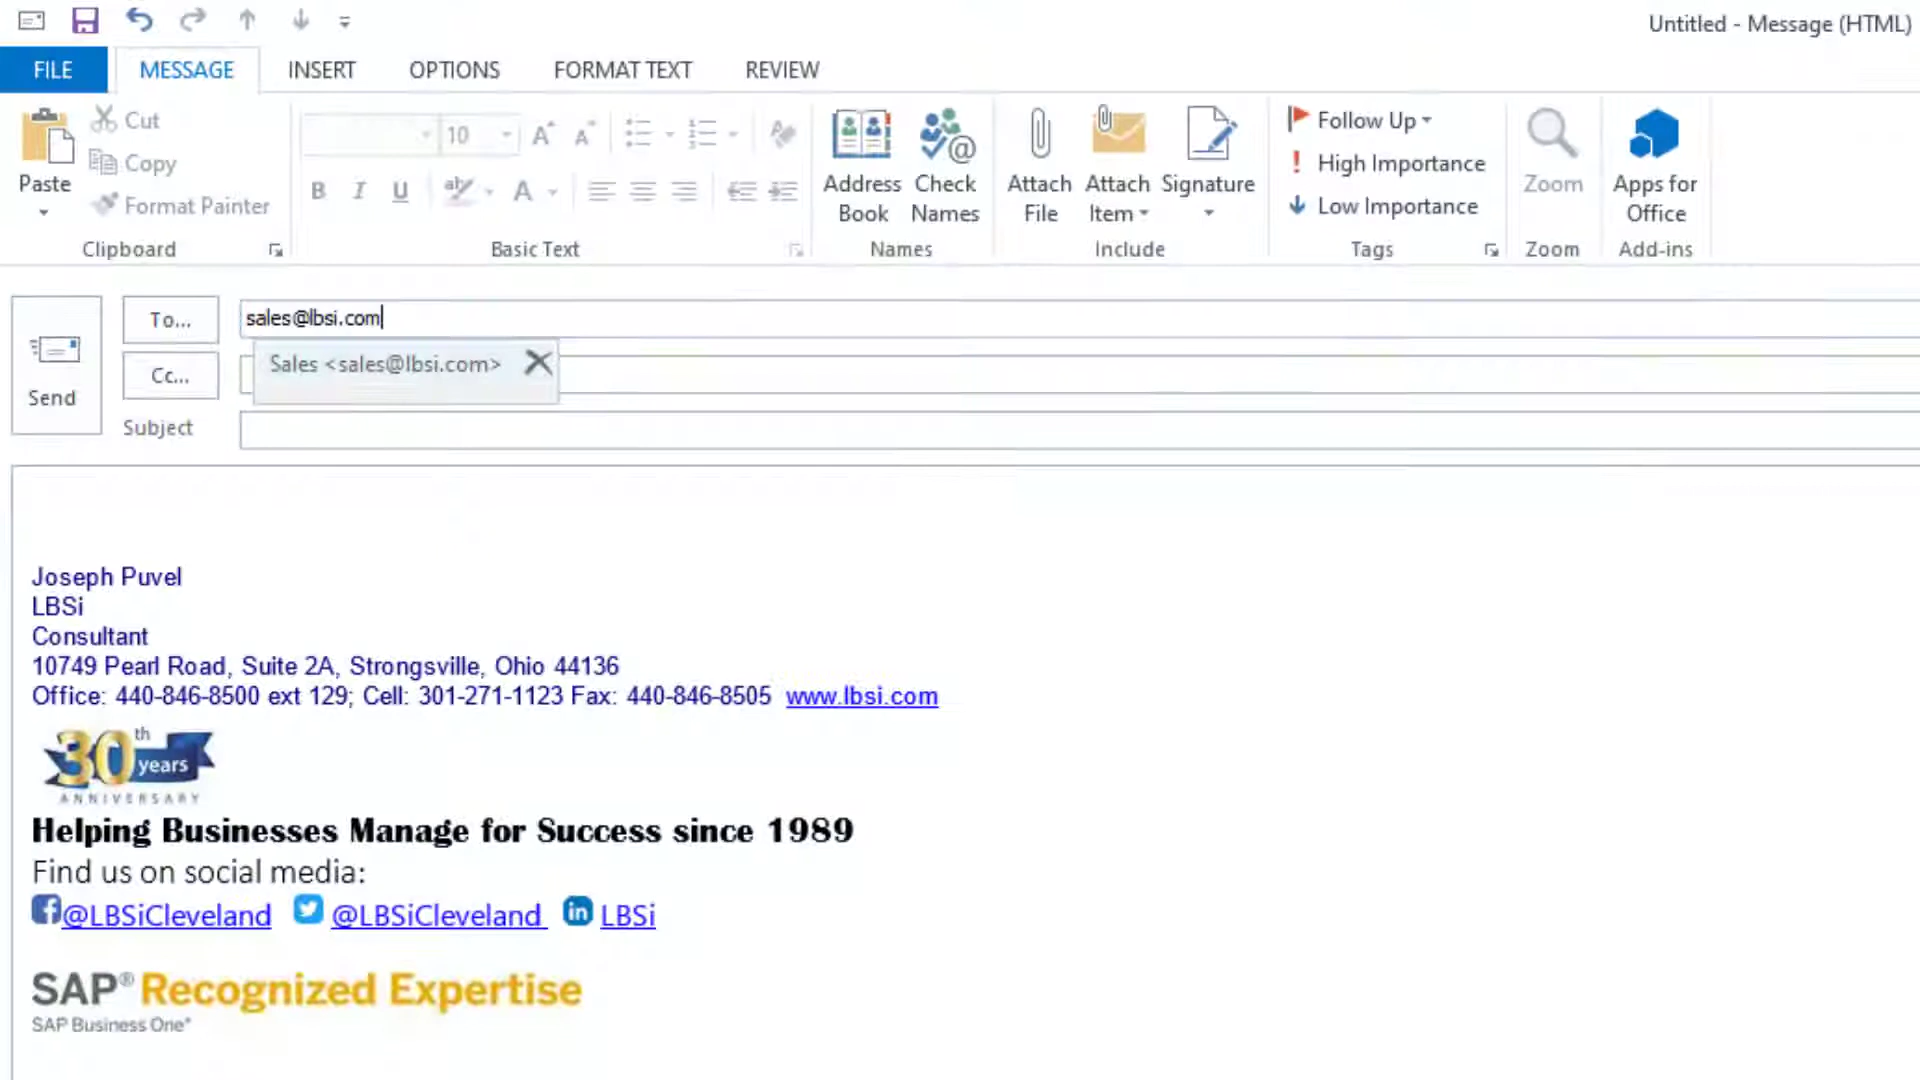 Untitled - Message (HTML)
FILE MESSAGE INSERT OPTIONS FORMAT TEXT REVIEW
Paste
Cut
Copy
Format Painter
Clipboard
10
B I U
Basic Text
Address Book
Check Names
Names
Attach File
Attach Item
Signature
Include
Follow Up
High Importance
Low Importance
Tags
Zoom
Zoom
Apps for Office
Add-ins
Send
To...
sales@lbsi.com
Sales <sales@lbsi.com>
Cc...
Subject
Joseph Puvel
LBSi
Consultant
10749 Pearl Road, Suite 2A, Strongsville, Ohio 44136
Office: 440-846-8500 ext 129; Cell: 301-271-1123 Fax: 440-846-8505 www.lbsi.com
30th years
ANNIVERSARY
Helping Businesses Manage for Success since 1989
Find us on social media:
@LBSiCleveland @LBSiCleveland in LBSi
SAP® Recognized Expertise
SAP Business One*